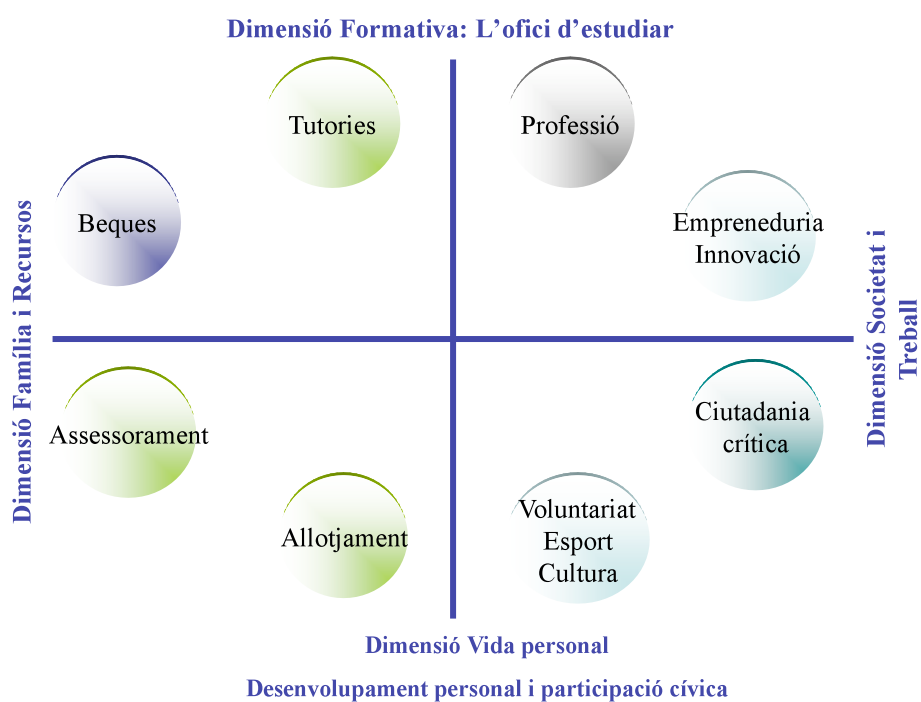 Dimensió Formativa: L’ofici d’estudiar
Tutories
Professió
Beques
Empreneduria
Innovació
Dimensió Família i Recursos
Dimensió Societat i
Treball
Assessorament
Ciutadania
crítica
Allotjament
Voluntariat
Esport
Cultura
Dimensió Vida personal
Desenvolupament personal i participació cívica